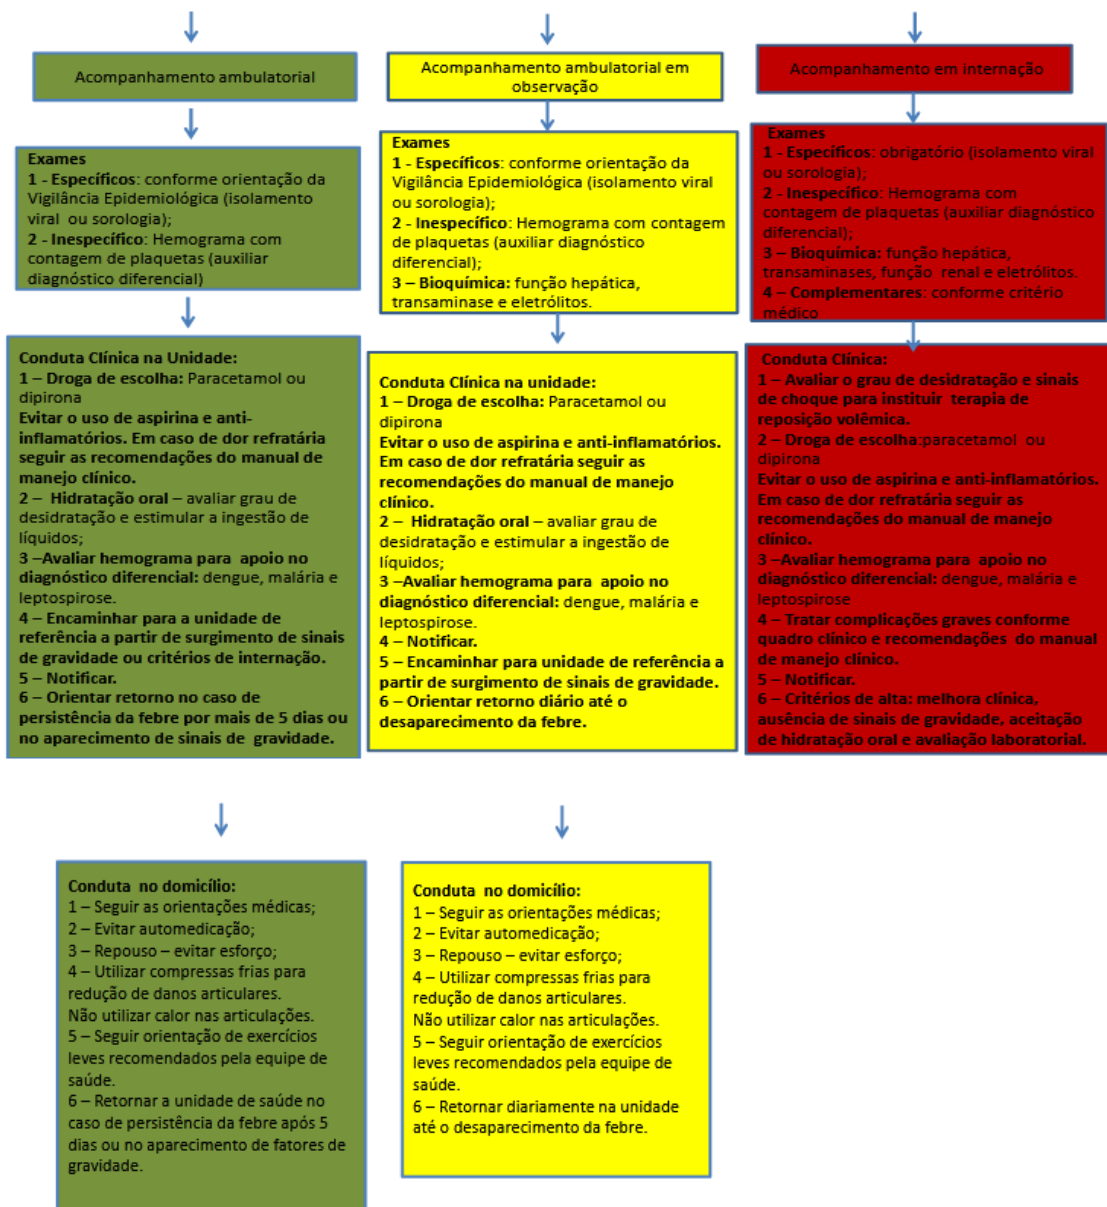 Acompanhamento ambulatorial
Exames
1 - Específicos: conforme orientação da
Vigilância Epidemiológica (isolamento
viral ou sorologia);
2 - Inespecífico: Hemograma com
contagem de plaquetas (auxiliar
diagnóstico diferencial)
Conduta Clínica na Unidade:
1 – Droga de escolha: Paracetamol ou
dipirona
Evitar o uso de aspirina e anti-
inflamatórios. Em caso de dor refratária
seguir as recomendações do manual de
manejo clínico.
2 – Hidratação oral – avaliar grau de
desidratação e estimular a ingestão de
líquidos;
3 –Avaliar hemograma para apoio no
diagnóstico diferencial: dengue, malária e
leptospirose.
4 – Encaminhar para a unidade de
referência a partir de surgimento de sinais
de gravidade ou critérios de internação.
5 – Notificar.
6 – Orientar retorno no caso de
persistência da febre por mais de 5 dias ou
no aparecimento de sinais de gravidade.
Conduta no domicílio:
1 – Seguir as orientações médicas;
2 – Evitar automedicação;
3 – Repouso – evitar esforço;
4 – Utilizar compressas frias para
redução de danos articulares.
Não utilizar calor nas articulações.
5 – Seguir orientação de exercícios
leves recomendados pela equipe de
saúde.
6 – Retornar a unidade de saúde no
caso de persistência da febre após 5
dias ou no aparecimento de fatores de
gravidade.
Acompanhamento ambulatorial em
observação
Exames
1 - Específicos: conforme orientação da
Vigilância Epidemiológica (isolamento viral
ou sorologia);
2 - Inespecífico: Hemograma com contagem
de plaquetas (auxiliar diagnóstico
diferencial);
3 – Bioquímica: função hepática,
transaminase e eletrólitos.
Conduta Clínica na unidade:
1 – Droga de escolha: Paracetamol ou
dipirona
Evitar o uso de aspirina e anti-inflamatórios.
Em caso de dor refratária seguir as
recomendações do manual de manejo
clínico.
2 – Hidratação oral – avaliar grau de
desidratação e estimular a ingestão de
líquidos;
3 –Avaliar hemograma para apoio no
diagnóstico diferencial: dengue, malária e
leptospirose.
4 – Notificar.
5 – Encaminhar para unidade de referência a
partir de surgimento de sinais de gravidade.
6 – Orientar retorno diário até o
desaparecimento da febre.
Conduta no domicílio:
1 – Seguir as orientações médicas;
2 – Evitar automedicação;
3 – Repouso – evitar esforço;
4 – Utilizar compressas frias para
redução de danos articulares.
Não utilizar calor nas articulações.
5 – Seguir orientação de exercícios
leves recomendados pela equipe de
saúde.
6 – Retornar diariamente na unidade
até o desaparecimento da febre.
Acompanhamento em internação
Exames
1 - Específicos: obrigatório (isolamento viral
ou sorologia);
2 - Inespecífico: Hemograma com
contagem de plaquetas (auxiliar diagnóstico
diferencial);
3 – Bioquímica: função hepática,
transaminases, função renal e eletrólitos.
4 – Complementares: conforme critério
médico
Conduta Clínica:
1 – Avaliar o grau de desidratação e sinais
de choque para instituir terapia de
reposição volêmica.
2 – Droga de escolha:paracetamol ou
dipirona
Evitar o uso de aspirina e anti-inflamatórios.
Em caso de dor refratária seguir as
recomendações do manual de manejo
clínico.
3 –Avaliar hemograma para apoio no
diagnóstico diferencial: dengue, malária e
leptospirose
4 – Tratar complicações graves conforme
quadro clínico e recomendações do manual
de manejo clínico.
5 – Notificar.
6 – Critérios de alta: melhora clínica,
ausência de sinais de gravidade, aceitação
de hidratação oral e avaliação laboratorial.